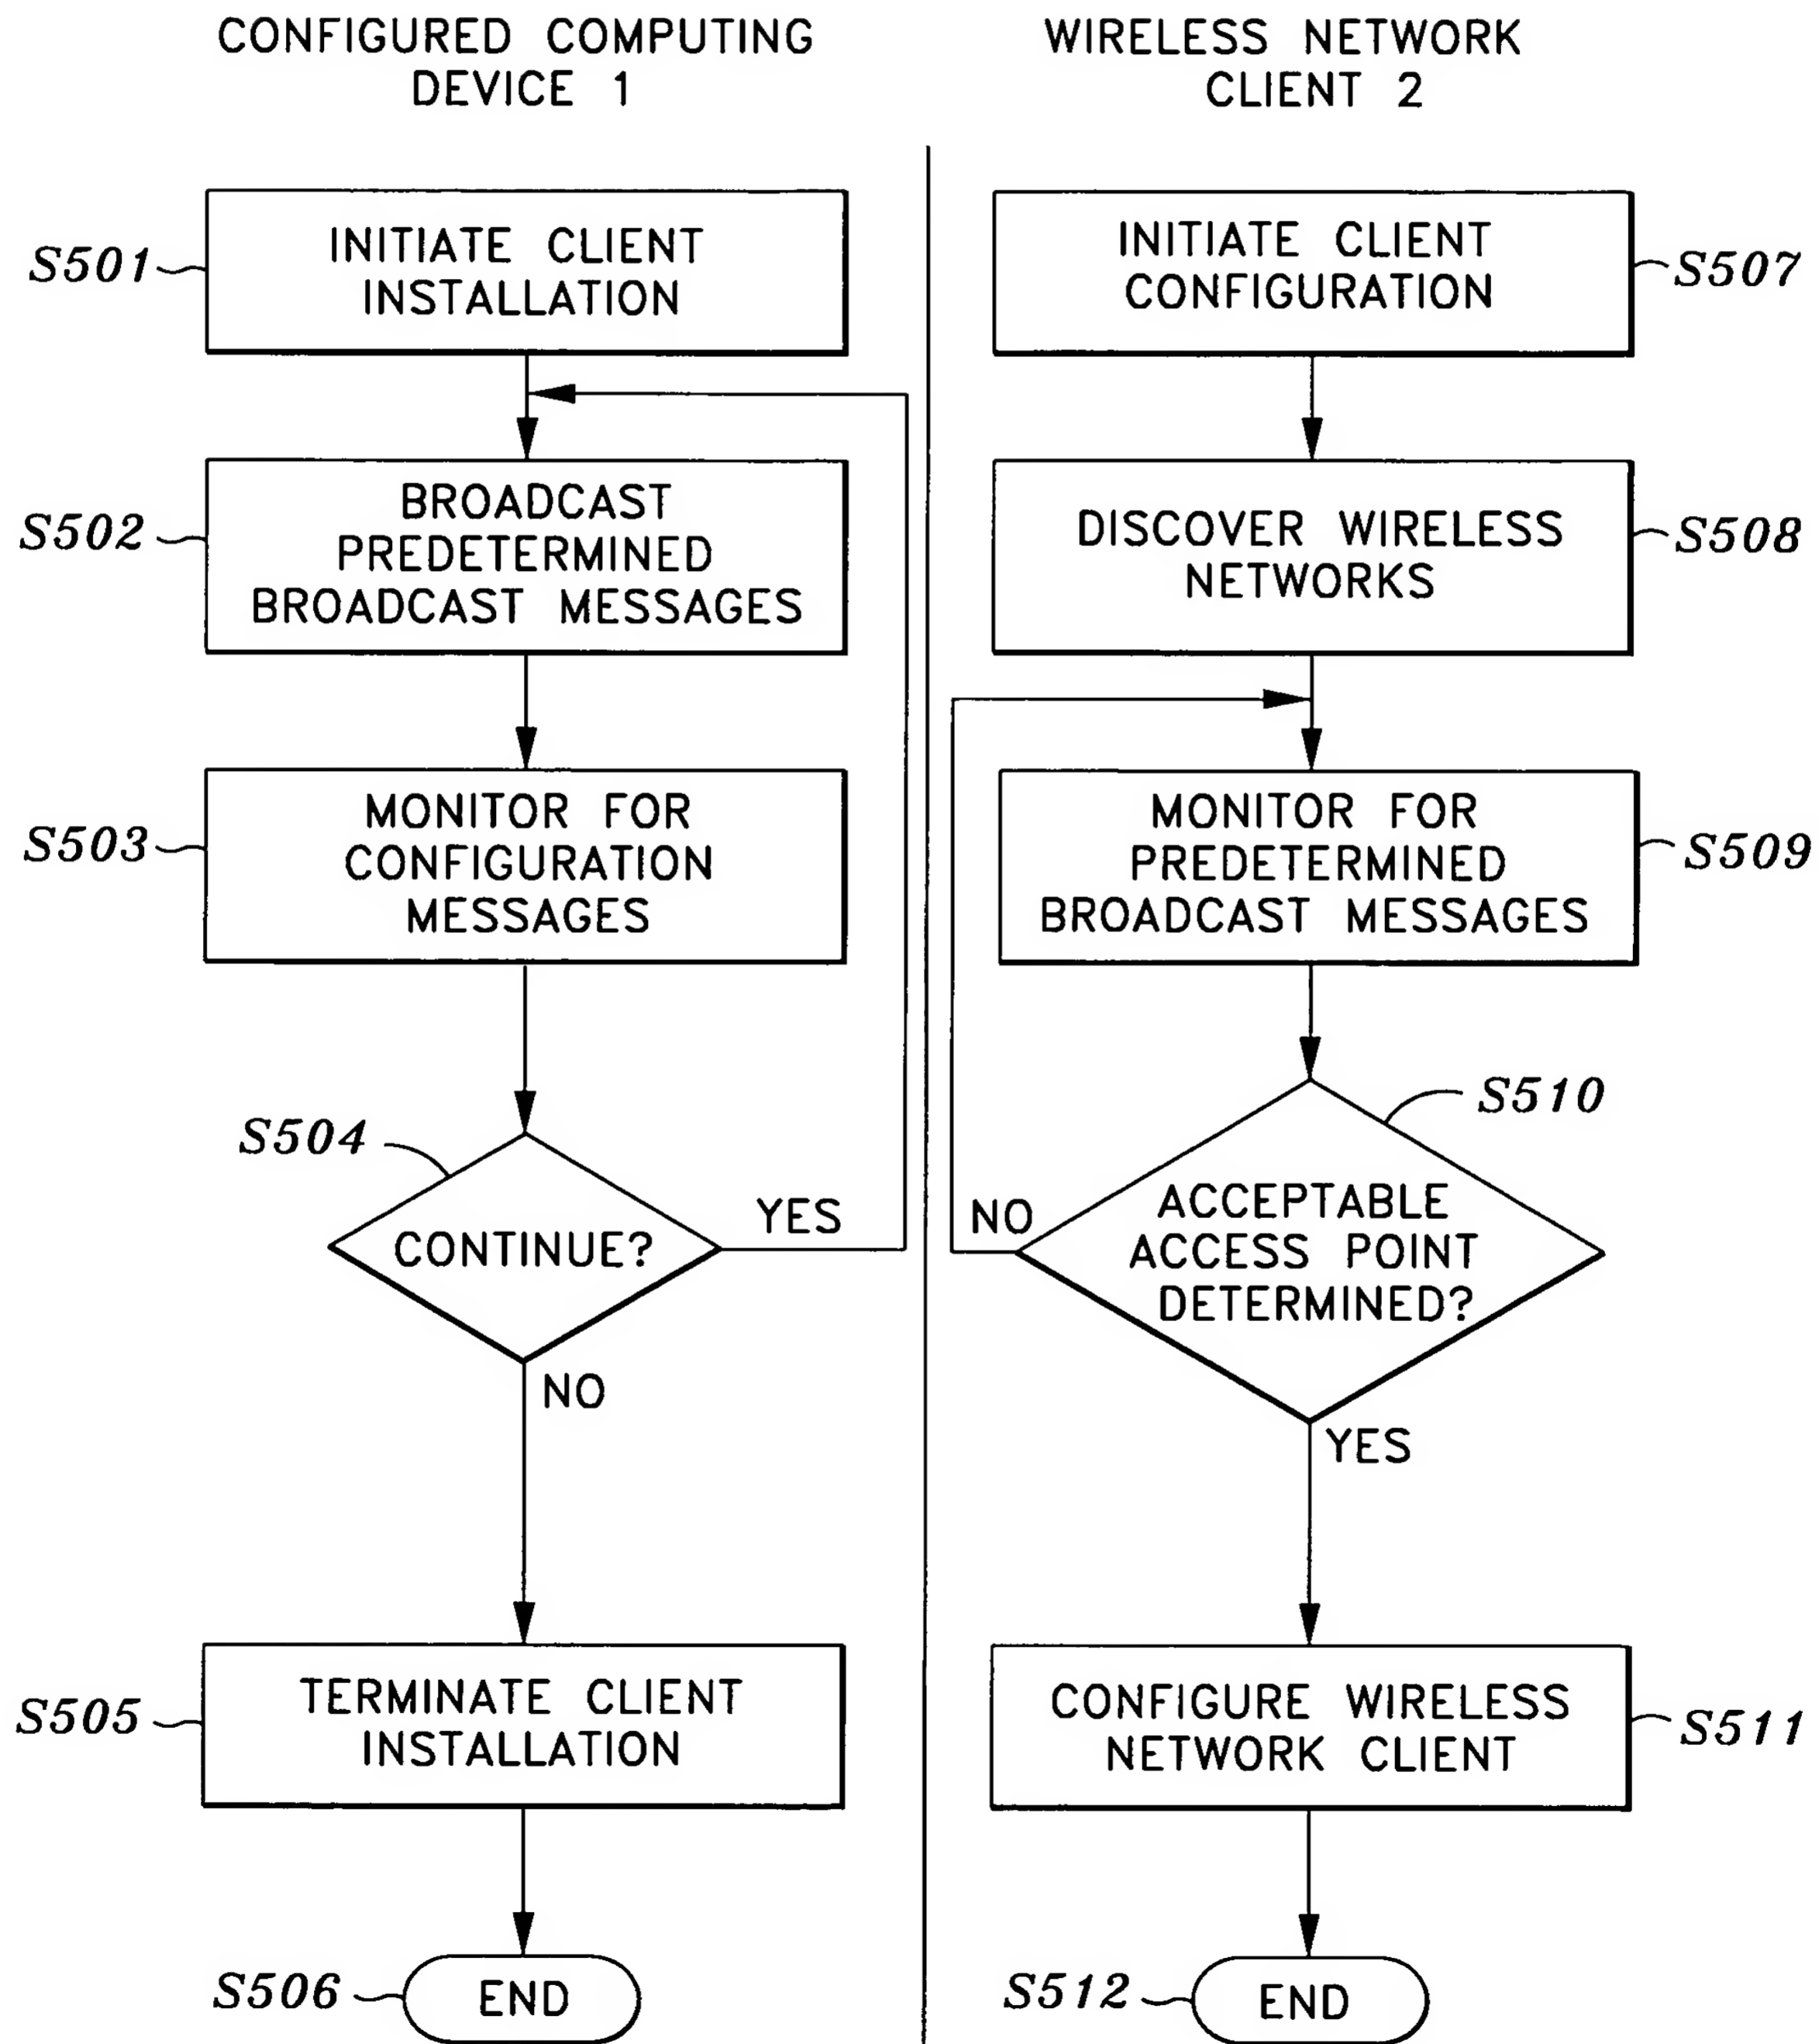 CONFIGURED COMPUTING
DEVICE 1
S501
INITIATE CLIENT
INSTALLATION
S502
BROADCAST
PREDETERMINED
BROADCAST MESSAGES
S503
MONITOR FOR
CONFIGURATION
MESSAGES
S504
CONTINUE?
YES
NO
S505
TERMINATE CLIENT
INSTALLATION
S506
END
WIRELESS NETWORK
CLIENT 2
INITIATE CLIENT
CONFIGURATION
S507
DISCOVER WIRELESS
NETWORKS
S508
MONITOR FOR
PREDETERMINED
BROADCAST MESSAGES
S509
S510
ACCEPTABLE
ACCESS POINT
DETERMINED?
NO
YES
CONFIGURE WIRELESS
NETWORK CLIENT
S511
S512
END